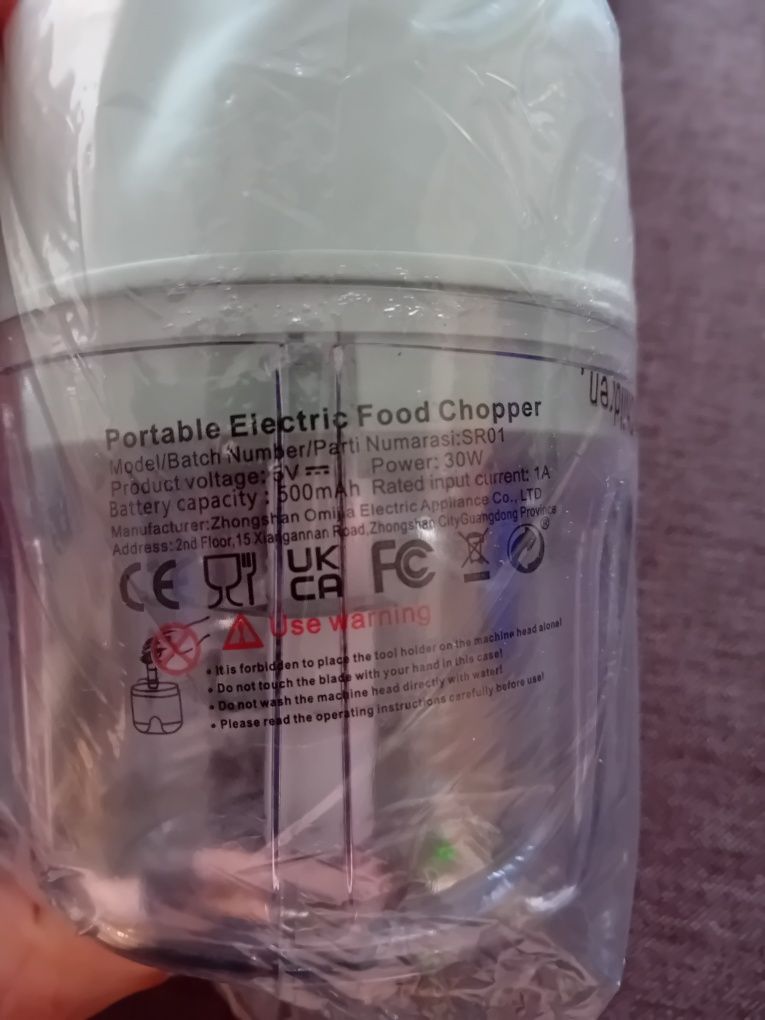 Portable Electric Food Chopper
Model/Batch Number/Parti Numarasi:SR01
Product voltage: 5V Power: 30W
Battery capacity : 500mAh Rated input current: 1A
Manufacturer:Zhongshan Omijia Electric Appliance Co., LTD
Address: 2nd Floor,15 Xiangannan Road,Zhongshan CityGuangdong Province
CE UK CA FC ®
Use warning
• It is forbidden to place the tool holder on the machine head alone!
• Do not touch the blade with your hand in this case!
• Do not wash the machine head directly with water!
• Please read the operating instructions carefully before use!